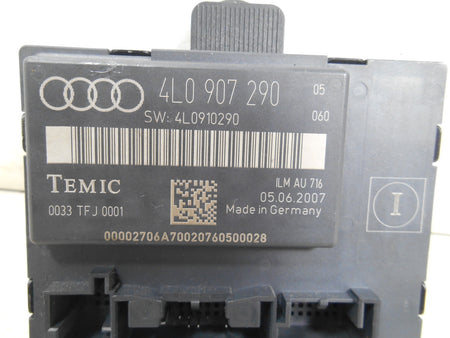 4L0 907 290 05
SW: 4L0910290 060
TEMIC ILM AU 716
05.06.2007
0033 TFJ 0001 Made in Germany
00002706A70020760500028
I